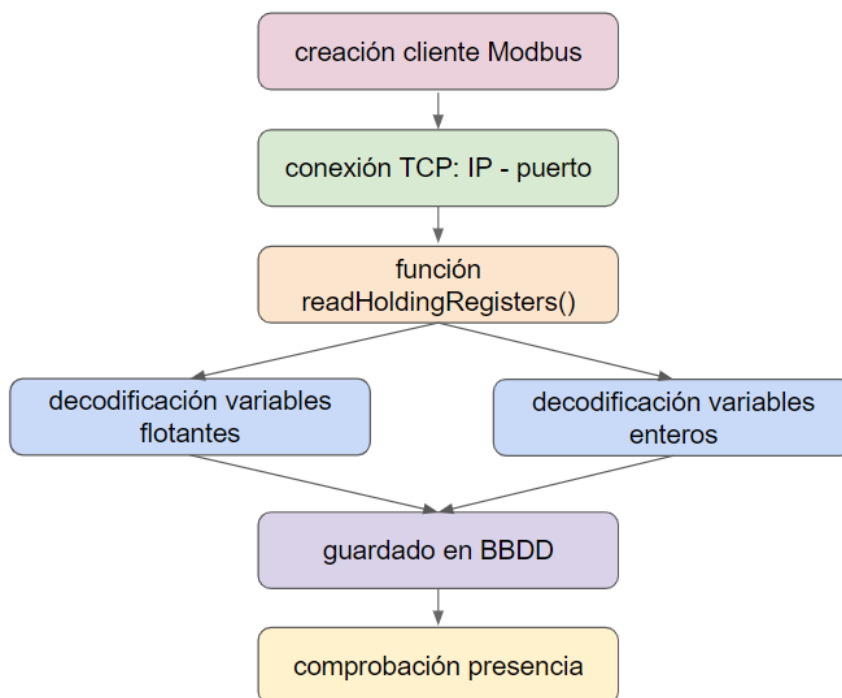 creación cliente Modbus
conexión TCP: IP - puerto
función
readHoldingRegisters()
decodificación variables
flotantes
decodificación variables
enteros
guardado en BBDD
comprobación presencia